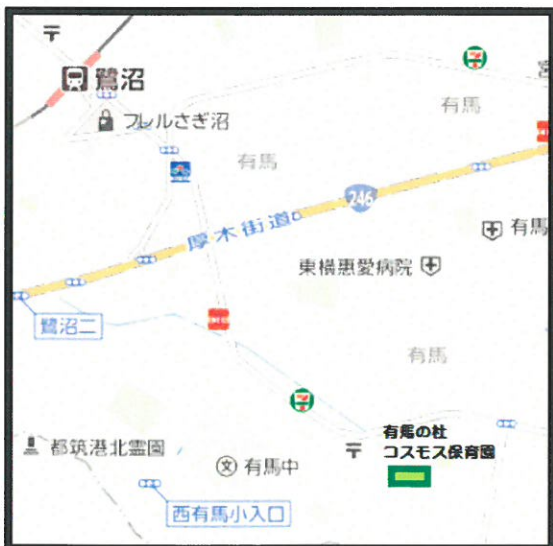 鷺沼
フレルさぎ沼
有馬
有馬
宮
246
厚木街道
有馬
東横恵愛病院
鷺沼二
有馬
有馬の杜
コスモス保育園
都筑港北霊園
有馬中
西有馬小入口